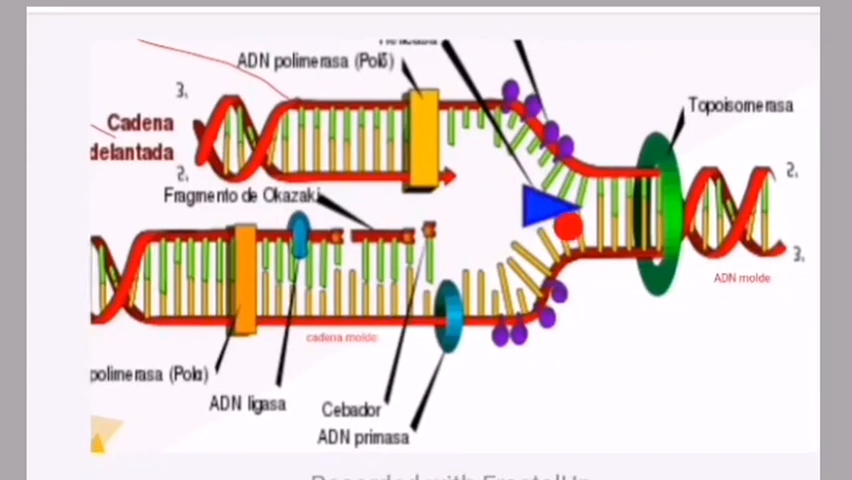 ADN polimerasa (Polδ)
Topoisomerasa
3.
Cadena
delantada
2.
Fragmento de Okazaki
2.
3.
ADN molde
cadena molde
polimerasa (Polα)
ADN ligasa
Cebador
ADN primasa